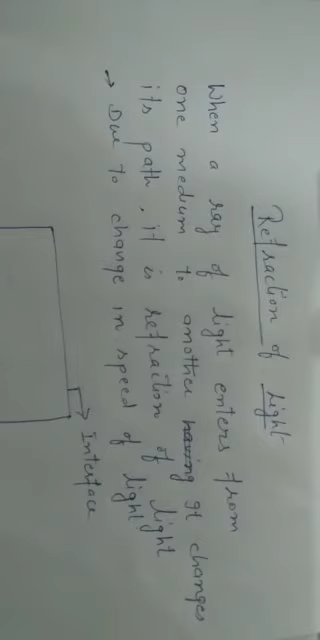 Refraction of Light
When a ray of light enters from
one medium to another having gt changes
its path, it is refraction of light
→ Due to change in speed of light
→ Interface